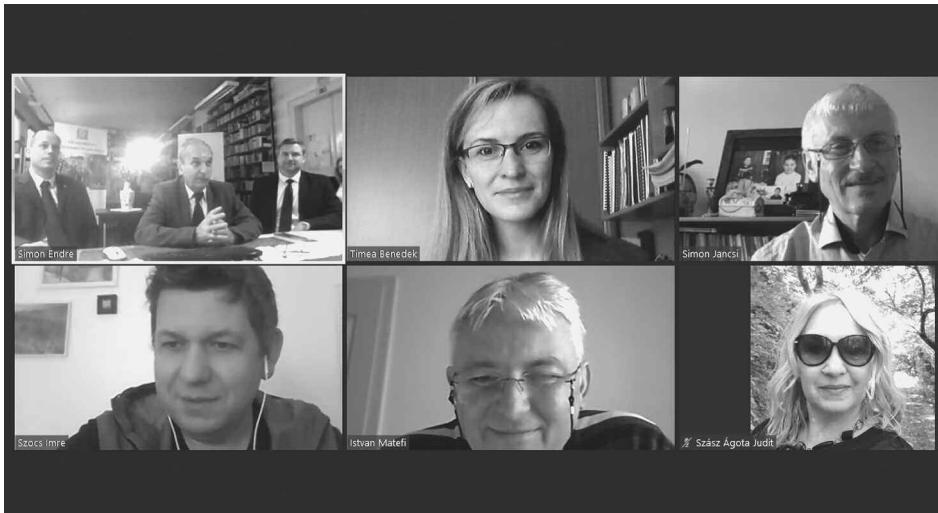 Simon Endre
Timea Benedek
Simon Jancsi
Szocs Imre
Istvan Matefi
Szász Ágota Judit